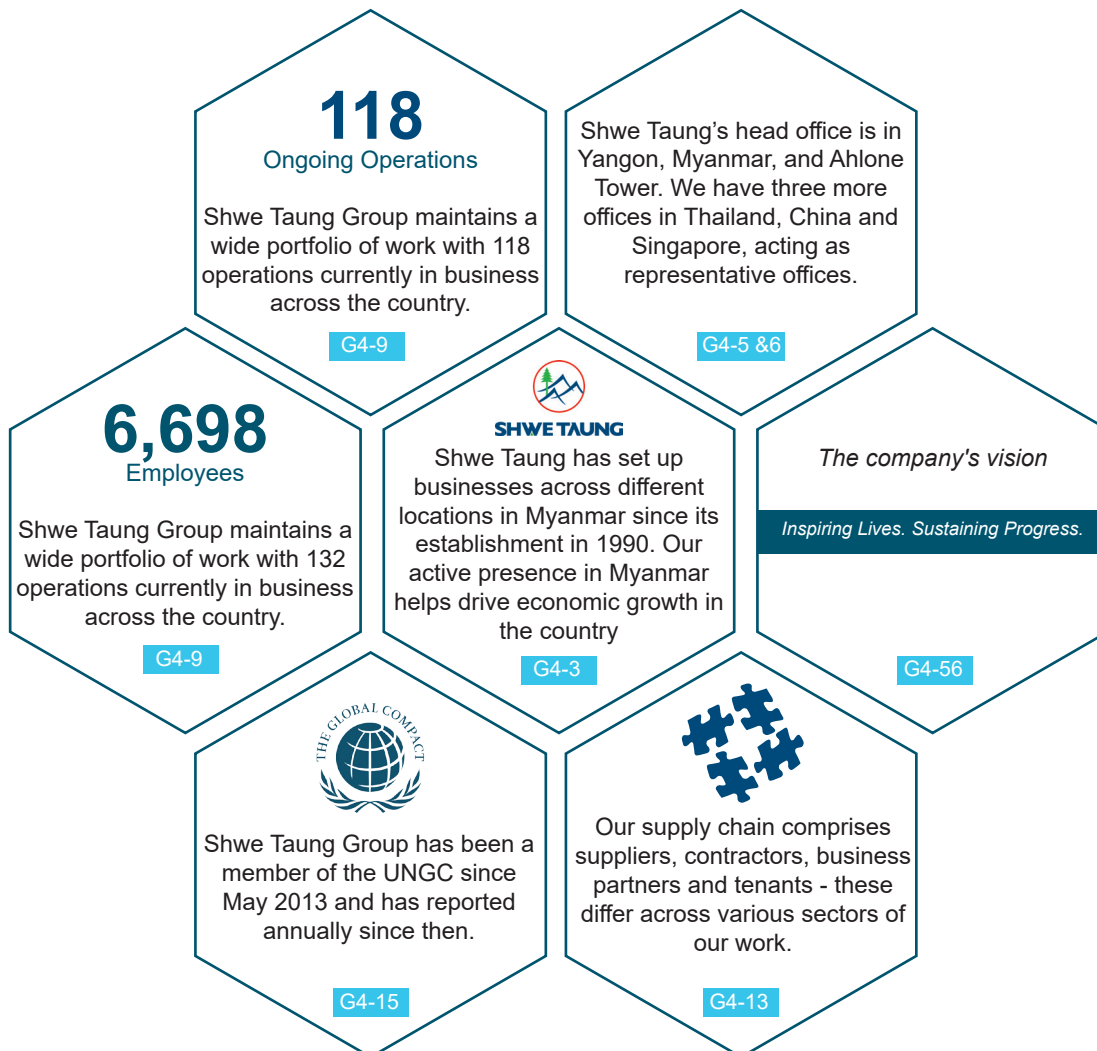 118
Ongoing Operations
Shwe Taung Group maintains a
wide portfolio of work with 118
operations currently in business
across the country.
G4-9
Shwe Taung’s head office is in
Yangon, Myanmar, and Ahlone
Tower. We have three more
offices in Thailand, China and
Singapore, acting as
representative offices.
G4-5 &6
6,698
Employees
Shwe Taung Group maintains a
wide portfolio of work with 132
operations currently in business
across the country.
G4-9
SHWE TAUNG
Shwe Taung has set up
businesses across different
locations in Myanmar since its
establishment in 1990. Our
active presence in Myanmar
helps drive economic growth in
the country
G4-3
The company's vision
Inspiring Lives. Sustaining Progress.
G4-56
THE GLOBAL COMPACT
Shwe Taung Group has been a
member of the UNGC since
May 2013 and has reported
annually since then.
G4-15
Our supply chain comprises
suppliers, contractors, business
partners and tenants - these
differ across various sectors of
our work.
G4-13